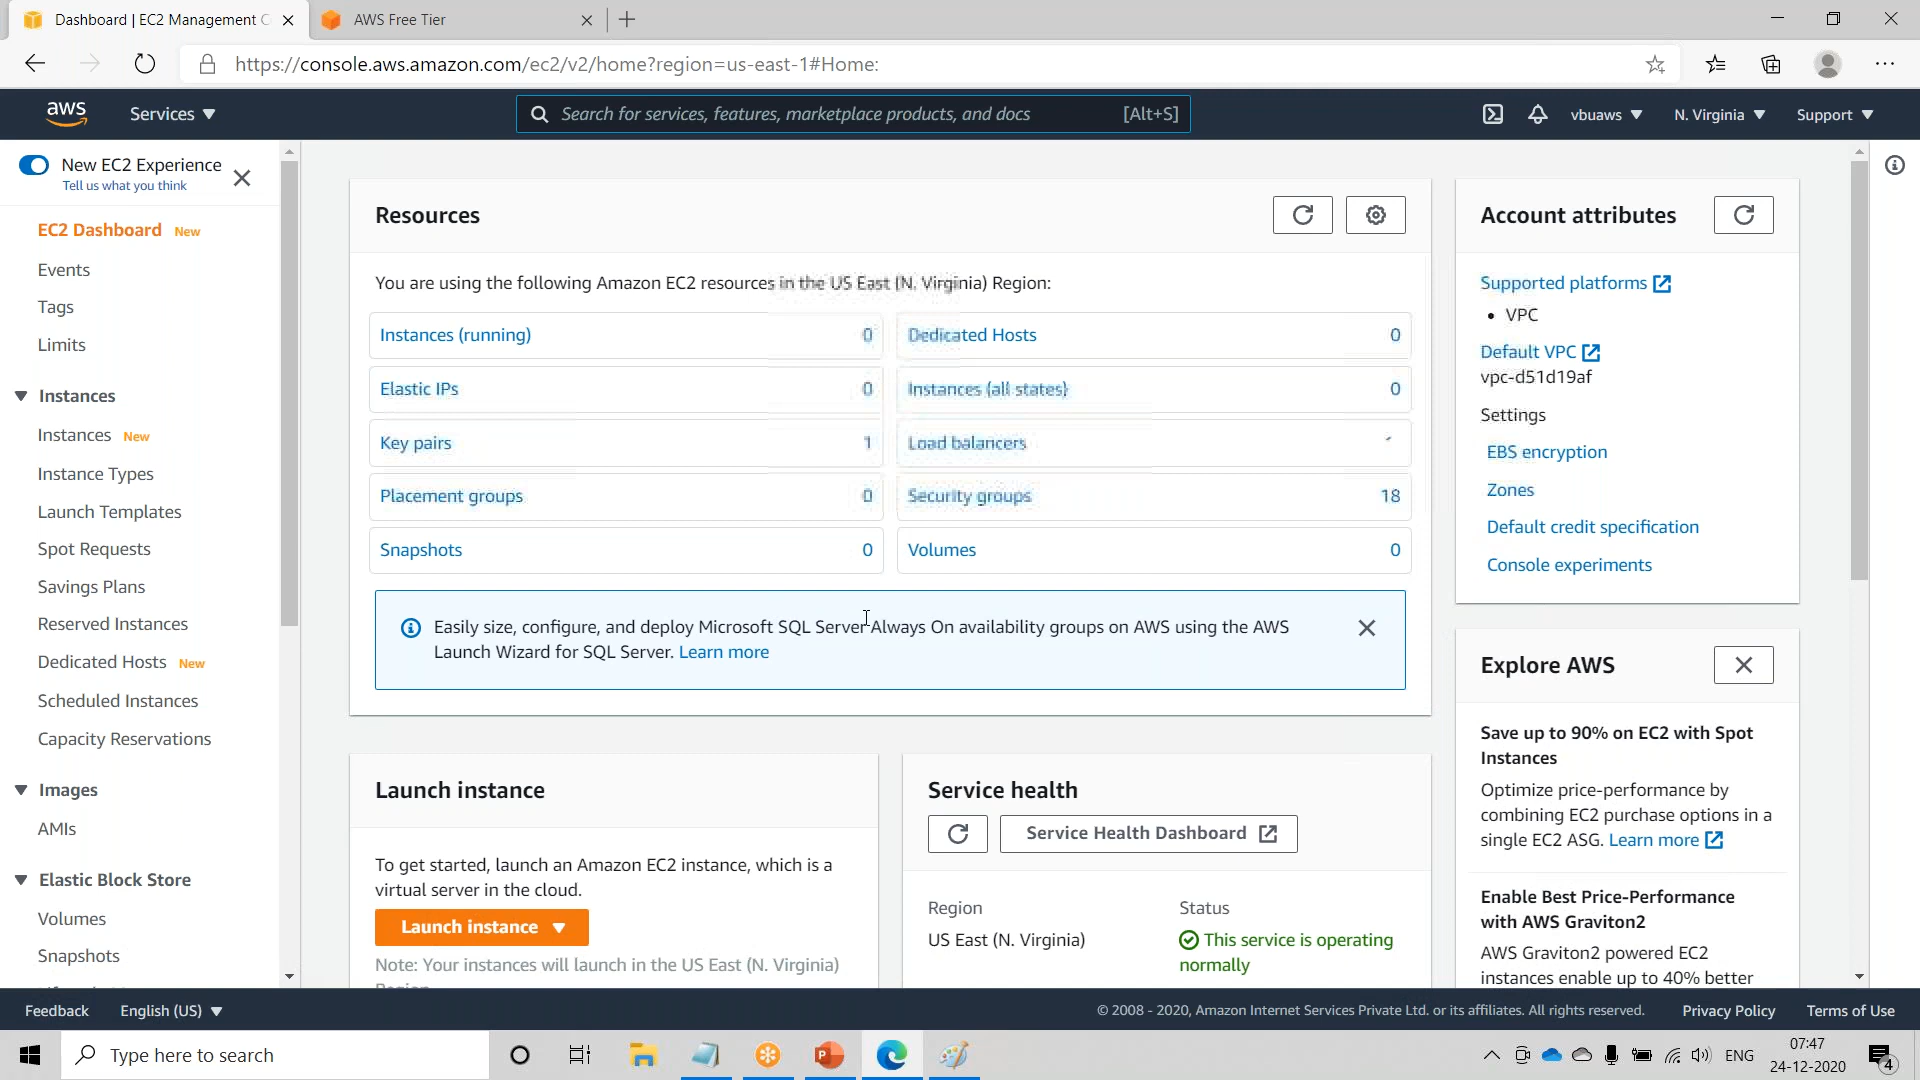 Dashboard | EC2 Management C
AWS Free Tier
https://console.aws.amazon.com/ec2/v2/home?region=us-east-1#Home:
aws
Services
Search for services, features, marketplace products, and docs
[Alt+S]
vbuaws
N. Virginia
Support
New EC2 Experience
Tell us what you think
EC2 Dashboard New
Events
Tags
Limits
Instances
Instances New
Instance Types
Launch Templates
Spot Requests
Savings Plans
Reserved Instances
Dedicated Hosts New
Scheduled Instances
Capacity Reservations
Images
AMIs
Elastic Block Store
Volumes
Snapshots
Resources
You are using the following Amazon EC2 resources in the US East (N. Virginia) Region:
Instances (running) 0
Dedicated Hosts 0
Elastic IPs 0
Instances (all states) 0
Key pairs 1
Load balancers
Placement groups 0
Security groups 18
Snapshots 0
Volumes 0
Easily size, configure, and deploy Microsoft SQL Server Always On availability groups on AWS using the AWS
Launch Wizard for SQL Server. Learn more
Launch instance
To get started, launch an Amazon EC2 instance, which is a
virtual server in the cloud.
Launch instance
Note: Your instances will launch in the US East (N. Virginia)
Service health
Service Health Dashboard
Region
Status
US East (N. Virginia)
This service is operating
normally
Account attributes
Supported platforms
• VPC
Default VPC
vpc-d51d19af
Settings
EBS encryption
Zones
Default credit specification
Console experiments
Explore AWS
Save up to 90% on EC2 with Spot
Instances
Optimize price-performance by
combining EC2 purchase options in a
single EC2 ASG. Learn more
Enable Best Price-Performance
with AWS Graviton2
AWS Graviton2 powered EC2
instances enable up to 40% better
Feedback
English (US)
© 2008 - 2020, Amazon Internet Services Private Ltd. or its affiliates. All rights reserved.
Privacy Policy
Terms of Use
Type here to search
ENG
07:47
24-12-2020
4